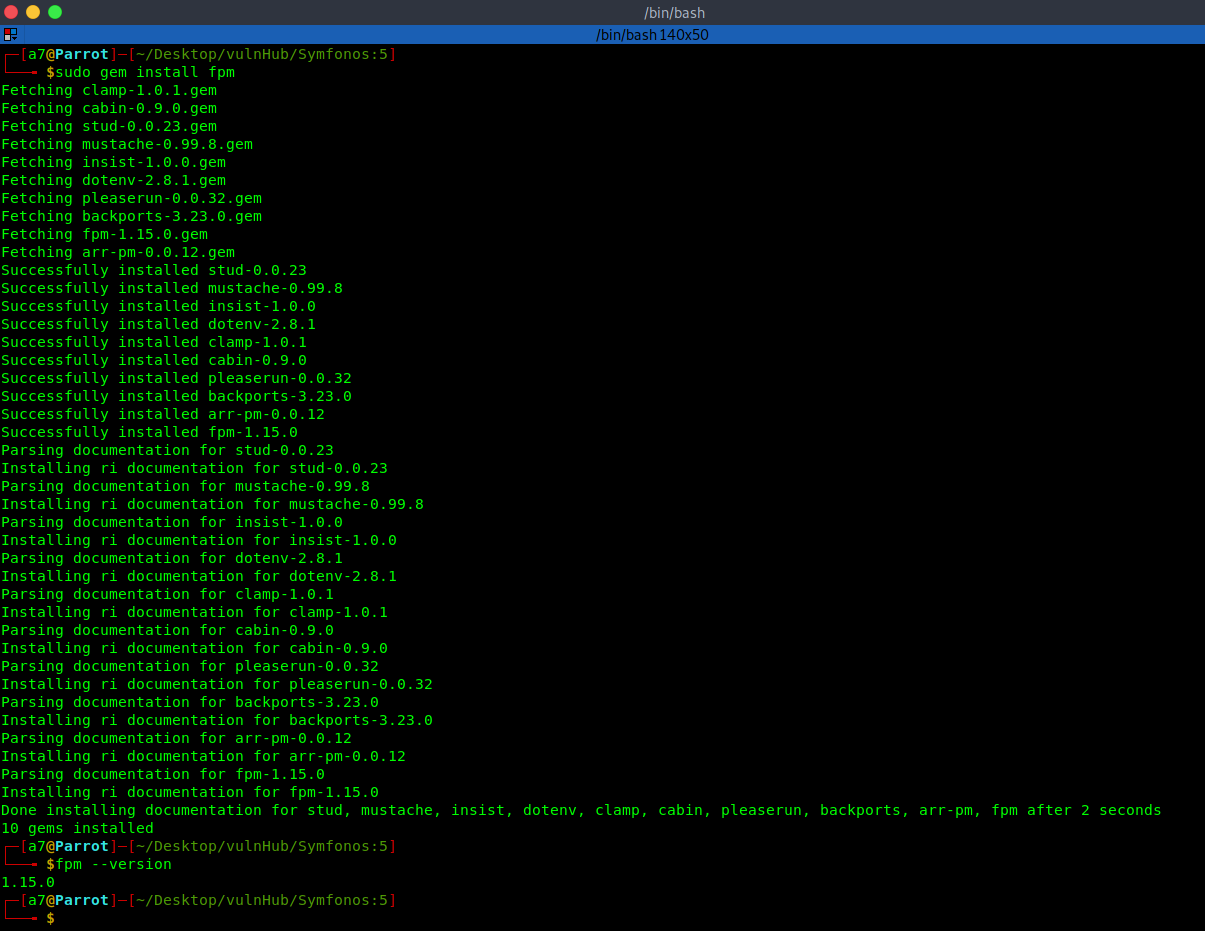 /bin/bash
/bin/bash 140x50
┌─[a7@Parrot]─[~/Desktop/vulnHub/Symfonos:5]
└──╼ $sudo gem install fpm
Fetching clamp-1.0.1.gem
Fetching cabin-0.9.0.gem
Fetching stud-0.0.23.gem
Fetching mustache-0.99.8.gem
Fetching insist-1.0.0.gem
Fetching dotenv-2.8.1.gem
Fetching pleaserun-0.0.32.gem
Fetching backports-3.23.0.gem
Fetching fpm-1.15.0.gem
Fetching arr-pm-0.0.12.gem
Successfully installed stud-0.0.23
Successfully installed mustache-0.99.8
Successfully installed insist-1.0.0
Successfully installed dotenv-2.8.1
Successfully installed clamp-1.0.1
Successfully installed cabin-0.9.0
Successfully installed pleaserun-0.0.32
Successfully installed backports-3.23.0
Successfully installed arr-pm-0.0.12
Successfully installed fpm-1.15.0
Parsing documentation for stud-0.0.23
Installing ri documentation for stud-0.0.23
Parsing documentation for mustache-0.99.8
Installing ri documentation for mustache-0.99.8
Parsing documentation for insist-1.0.0
Installing ri documentation for insist-1.0.0
Parsing documentation for dotenv-2.8.1
Installing ri documentation for dotenv-2.8.1
Parsing documentation for clamp-1.0.1
Installing ri documentation for clamp-1.0.1
Parsing documentation for cabin-0.9.0
Installing ri documentation for cabin-0.9.0
Parsing documentation for pleaserun-0.0.32
Installing ri documentation for pleaserun-0.0.32
Parsing documentation for backports-3.23.0
Installing ri documentation for backports-3.23.0
Parsing documentation for arr-pm-0.0.12
Installing ri documentation for arr-pm-0.0.12
Parsing documentation for fpm-1.15.0
Installing ri documentation for fpm-1.15.0
Done installing documentation for stud, mustache, insist, dotenv, clamp, cabin, pleaserun, backports, arr-pm, fpm after 2 seconds
10 gems installed
┌─[a7@Parrot]─[~/Desktop/vulnHub/Symfonos:5]
└──╼ $fpm --version
1.15.0
┌─[a7@Parrot]─[~/Desktop/vulnHub/Symfonos:5]
└──╼ $